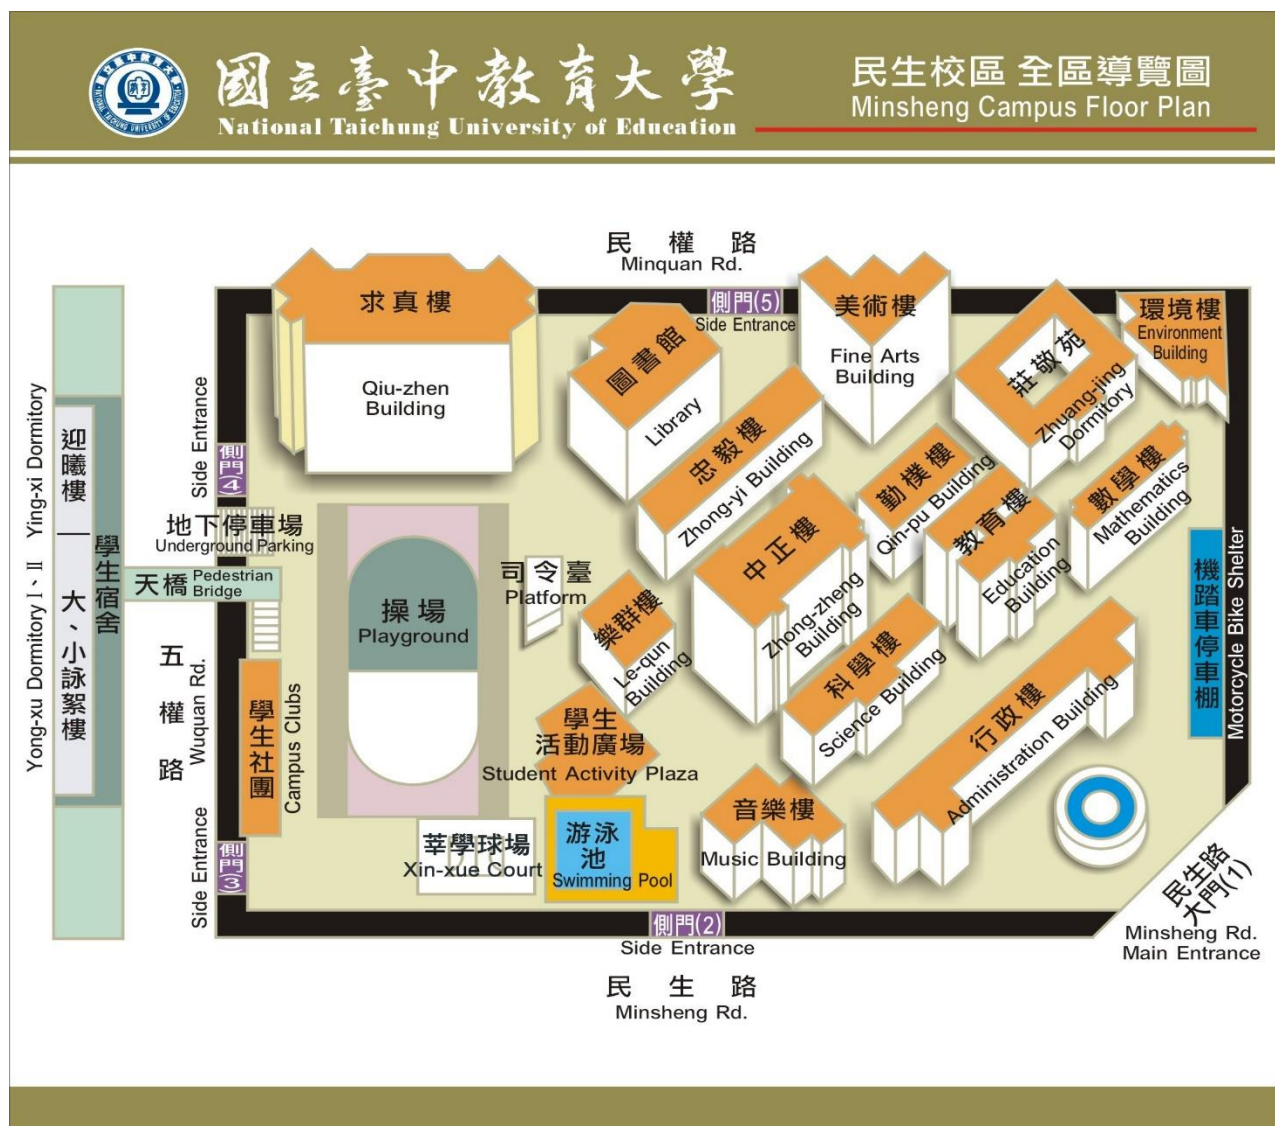 國立臺中教育大學
National Taichung University of Education
民生校區 全區導覽圖
Minsheng Campus Floor Plan
民權路
Minquan Rd.
側門(5)
Side Entrance
求真樓
Qiu-zhen
Building
圖書館
Library
美術樓
Fine Arts
Building
莊敬苑
Zhuang-jing
Dormitory
環境樓
Environment
Building
忠毅樓
Zhong-yi Building
勤樸樓
Qin-pu Building
教育樓
Education
Building
數學樓
Mathematics
Building
Side Entrance
側門(4)
迎曦樓
Ying-xi Dormitory
學生宿舍
大、小詠絮樓
Yong-xu Dormitory I、II
地下停車場
Underground Parking
天橋
Pedestrian
Bridge
五權路
Wuquan Rd.
操場
Playground
司令臺
Platform
樂群樓
Le-qun
Building
中正樓
Zhong-zheng
Building
科學樓
Science Building
行政樓
Administration Building
機踏車停車棚
Motorcycle Bike Shelter
學生社團
Campus Clubs
學生
活動廣場
Student Activity Plaza
Side Entrance
側門(3)
莘學球場
Xin-xue Court
游泳
池
Swimming Pool
音樂樓
Music Building
民生路
大門(1)
Minsheng Rd.
Main Entrance
側門(2)
Side Entrance
民生路
Minsheng Rd.